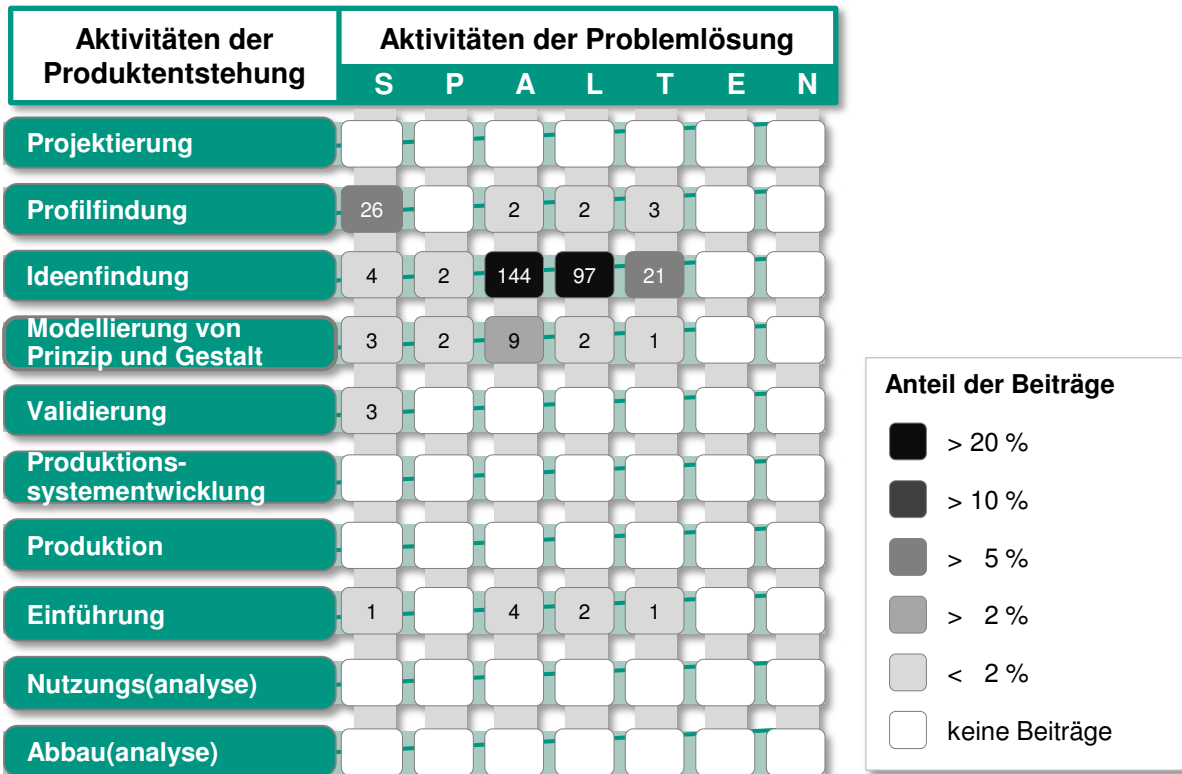 Aktivitäten der
Produktentstehung
Aktivitäten der Problemlösung
S P A L T E N
Projektierung
Profilfindung
26 2 2 3
Ideenfindung
4 2 144 97 21
Modellierung von
Prinzip und Gestalt
3 2 9 2 1
Validierung
3
Produktions-
systementwicklung
Produktion
Einführung
1 4 2 1
Nutzungs(analyse)
Abbau(analyse)
Anteil der Beiträge
> 20 %
> 10 %
> 5 %
> 2 %
< 2 %
keine Beiträge